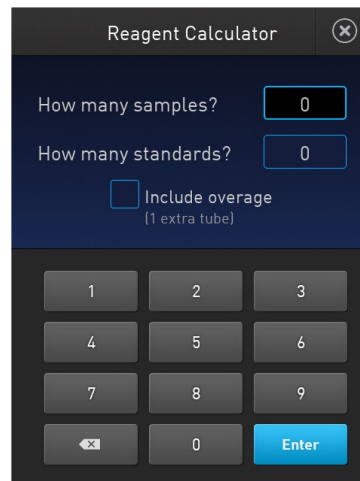 Reagent Calculator
How many samples? 0
How many standards? 0
Include overage
(1 extra tube)
1 2 3
4 5 6
7 8 9
0 Enter